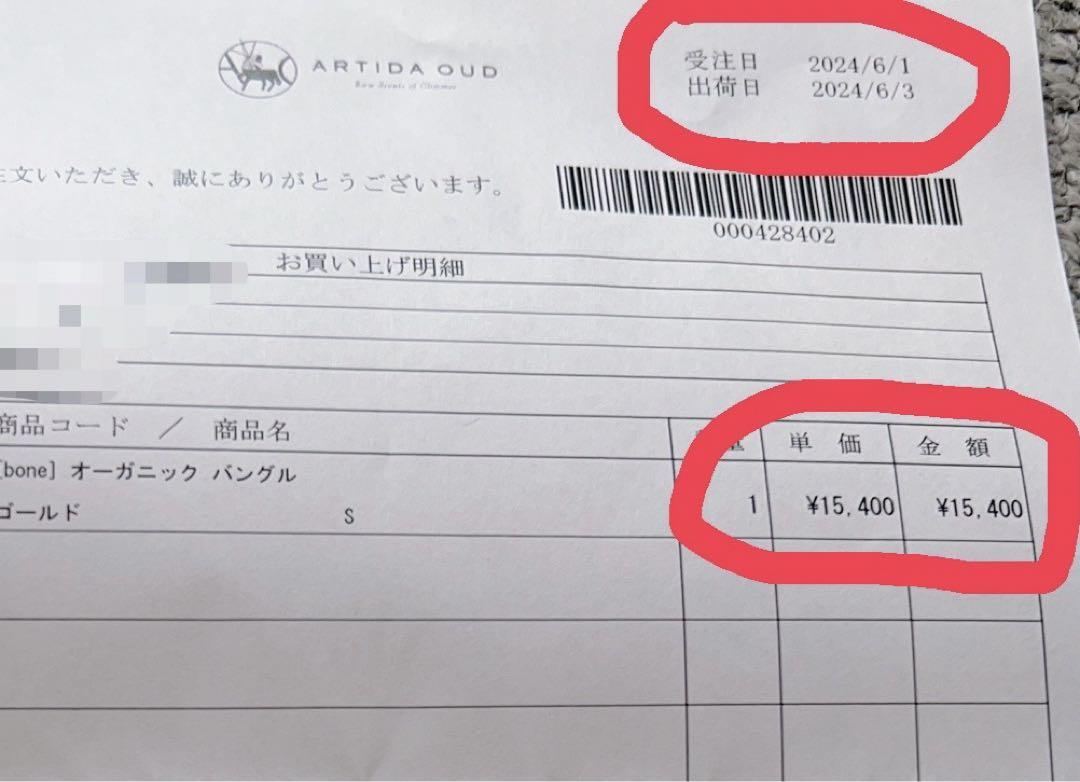 ARTIDA OUD
受注日 2024/6/1
出荷日 2024/6/3
文いただき、誠にありがとうございます。
000428402
お買い上げ明細
商品コード ／ 商品名 単価 金額
[bone] オーガニック バングル
ゴールド S 1 ¥15,400 ¥15,400